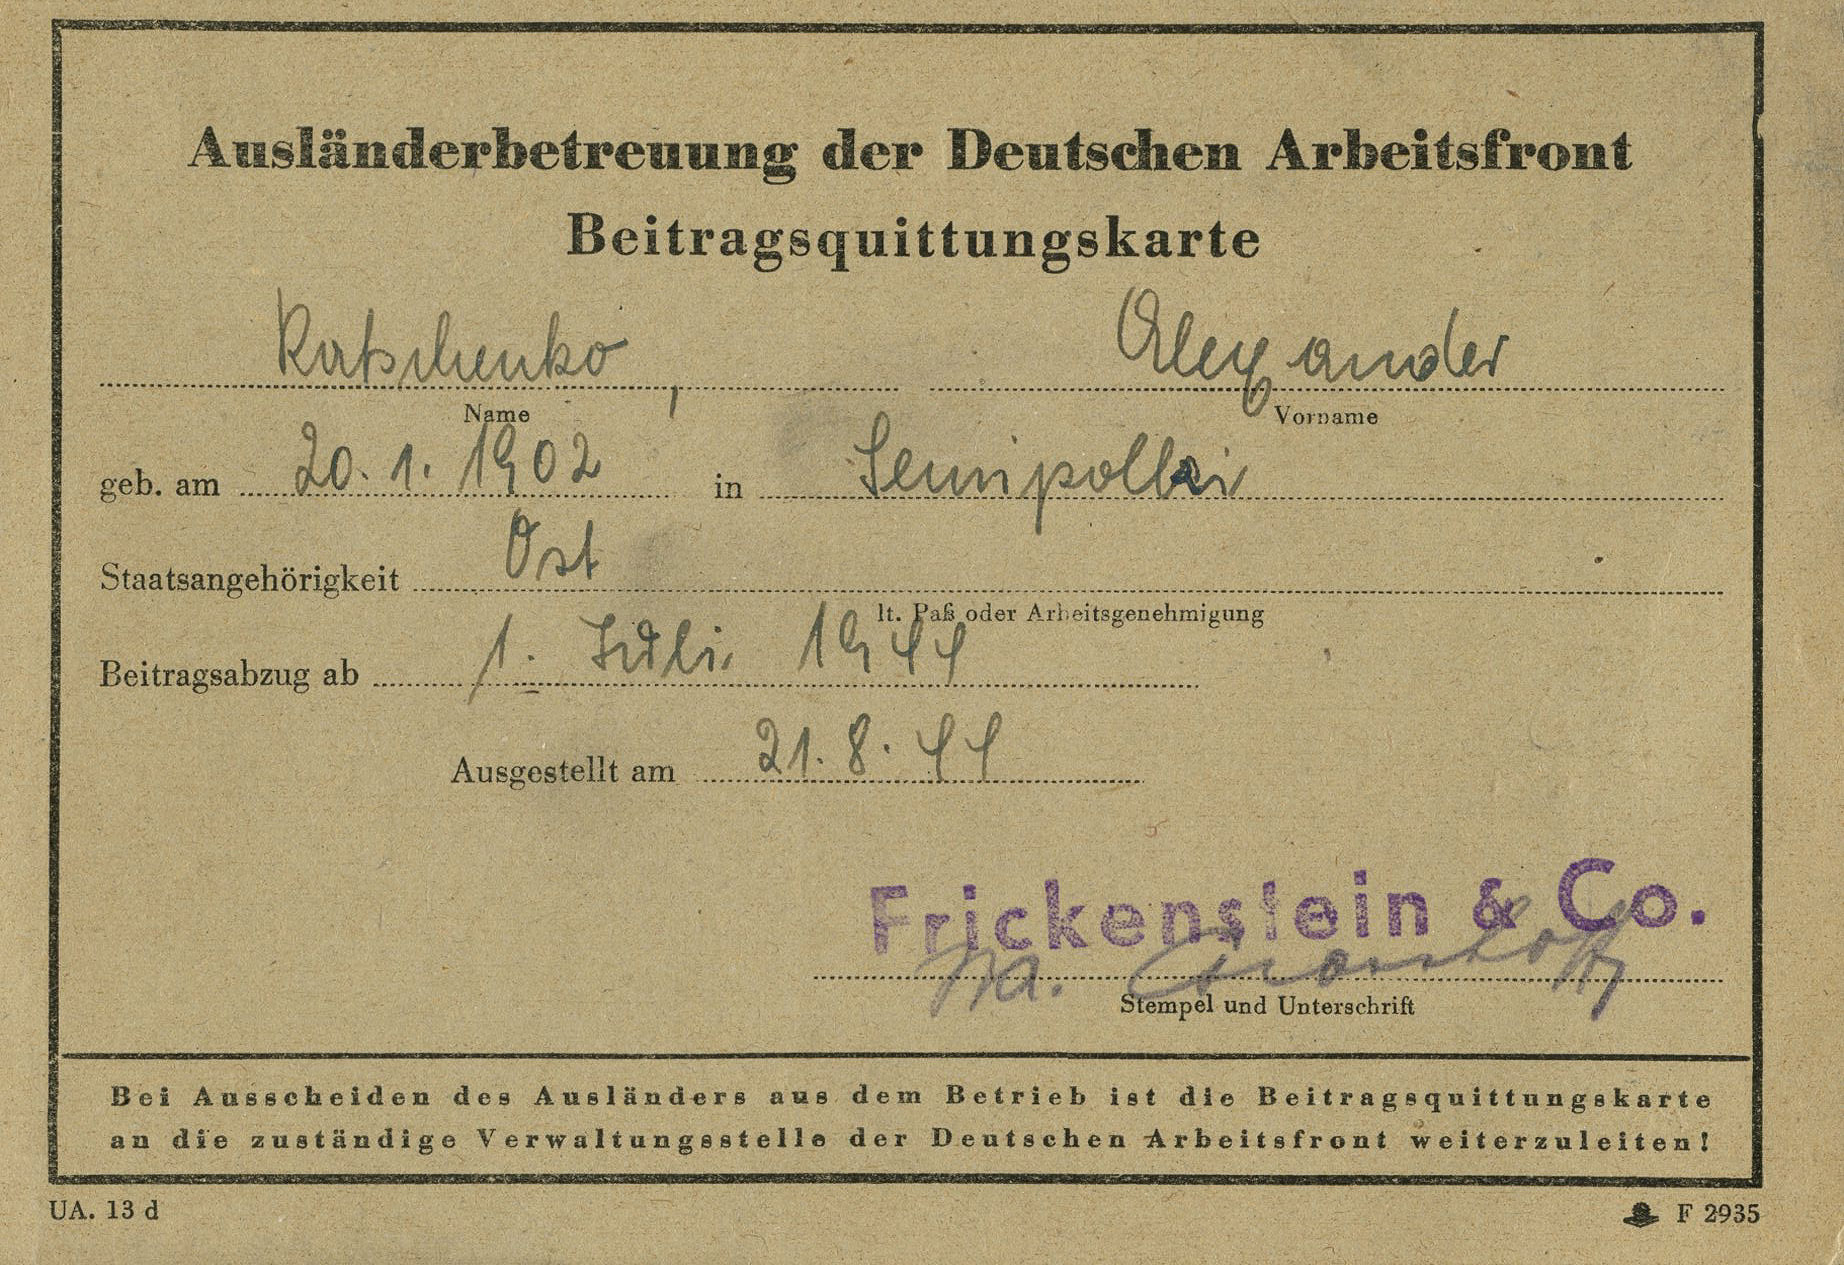 Ausländerbetreuung der Deutschen Arbeitsfront
Beitragsquittungskarte
Ratschenko, Alexander
Name Vorname
geb. am 20. 1. 1902 in
Staatsangehörigkeit Ost
lt. Paß oder Arbeitsgenehmigung
Beitragsabzug ab 1. Juli 1944
Ausgestellt am 21. 8. 44
Frickenstein & Co.
Stempel und Unterschrift
Bei Ausscheiden des Ausländers aus dem Betrieb ist die Beitragsquittungskarte
an die zuständige Verwaltungsstelle der Deutschen Arbeitsfront weiterzuleiten!
UA. 13 d F 2935